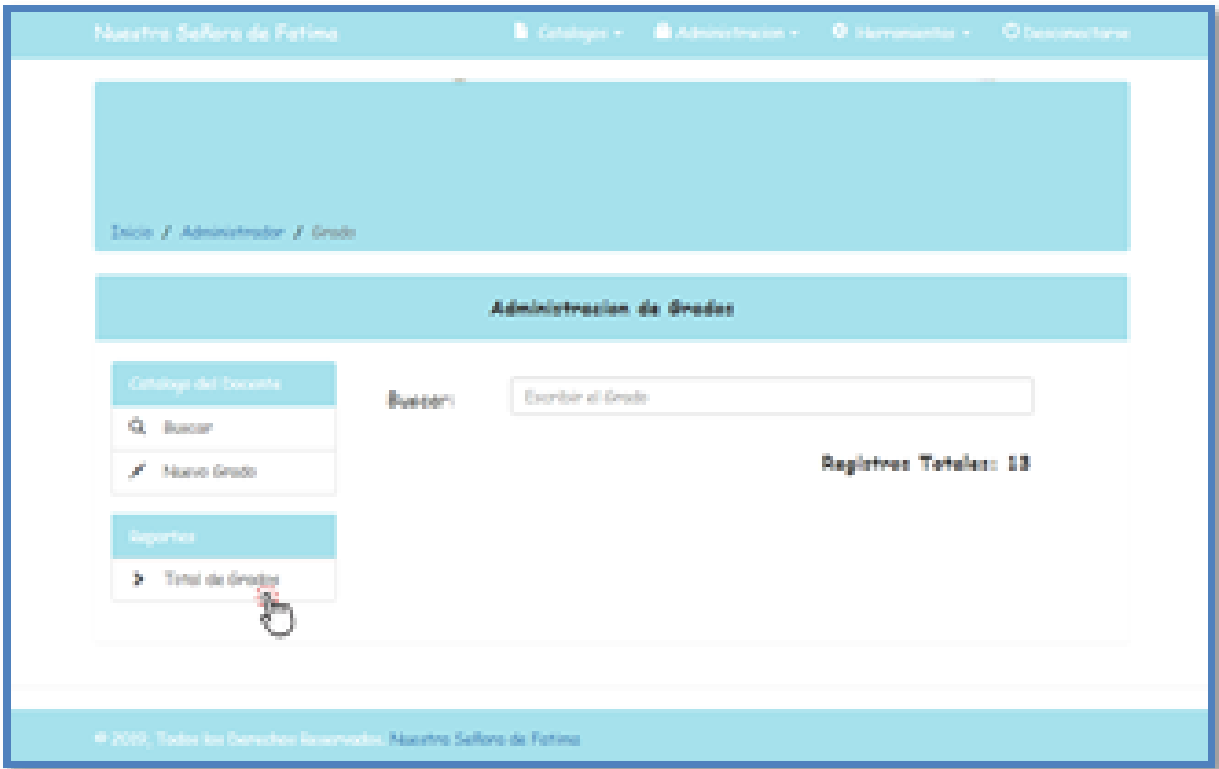 Nuestra Señora de Fatima Catalogos Administracion Herramientas Desconectarse
Inicio / Administrador / Grado
Administracion de Grados
Catalogo del Docente
Buscar
Nuevo Grado
Buscar: Escribir el Grado
Registros Totales: 13
Reportes
Total de Grados
© 2019, Todos los Derechos Reservados. Nuestra Señora de Fatima